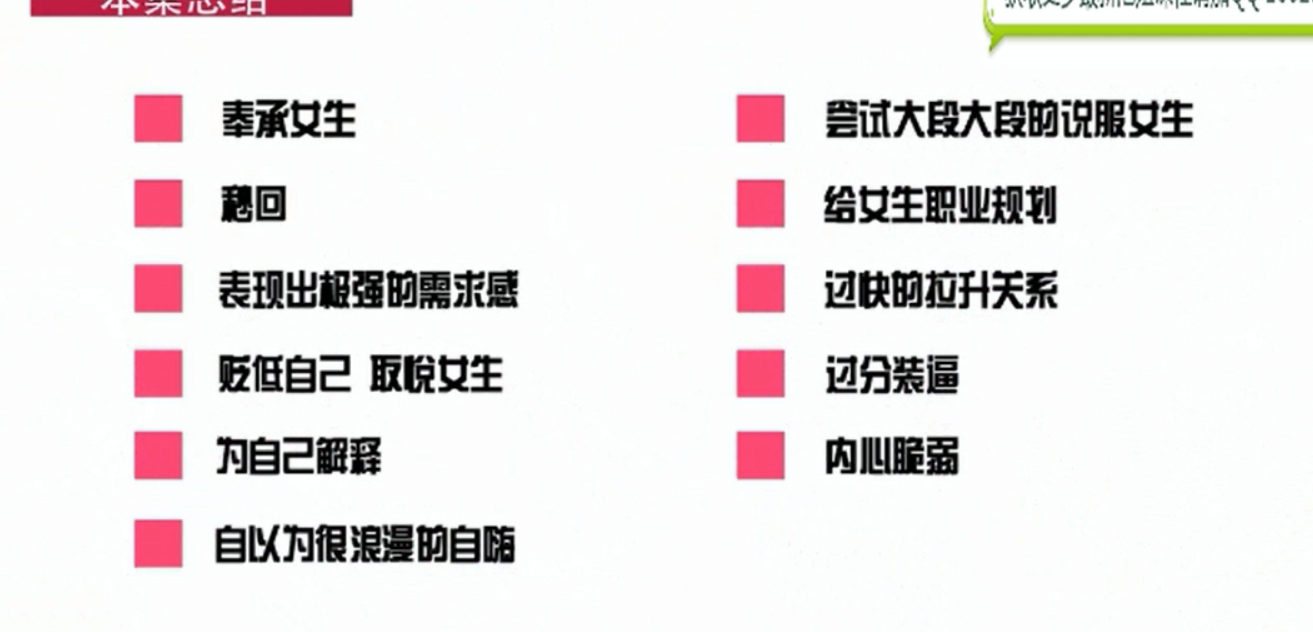 本集总结
奉承女生
秒回
表现出极强的需求感
贬低自己 取悦女生
为自己解释
自以为很浪漫的自嗨
尝试大段大段的说服女生
给女生职业规划
过快的拉升关系
过分装逼
内心脆弱